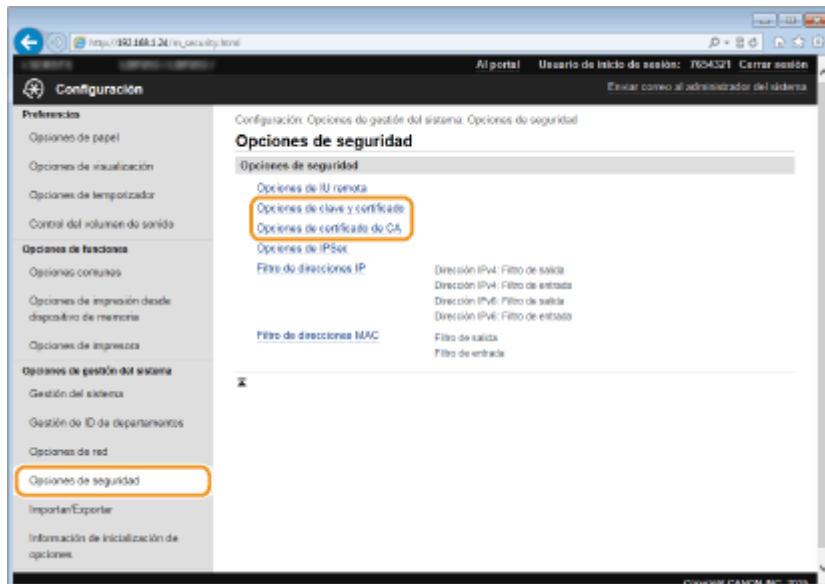 http://192.168.1.24/m_security.html
Al portal Usuario de inicio de sesión: 7654321 Cerrar sesión
Configuración
Enviar correo al administrador del sistema
Preferencias
Opciones de papel
Opciones de visualización
Opciones de temporizador
Control del volumen de sonido
Opciones de funciones
Opciones comunes
Opciones de impresión desde
dispositivo de memoria
Opciones de impresora
Opciones de gestión del sistema
Gestión del sistema
Gestión de ID de departamentos
Opciones de red
Opciones de seguridad
Importar/Exportar
Información de inicialización de
opciones
Configuración: Opciones de gestión del sistema: Opciones de seguridad
Opciones de seguridad
Opciones de seguridad
Opciones de IU remota
Opciones de clave y certificado
Opciones de certificado de CA
Opciones de IPSec
Filtro de direcciones IP
Dirección IPv4: Filtro de salida
Dirección IPv4: Filtro de entrada
Dirección IPv6: Filtro de salida
Dirección IPv6: Filtro de entrada
Filtro de direcciones MAC
Filtro de salida
Filtro de entrada
Copyright CANON INC. 2015